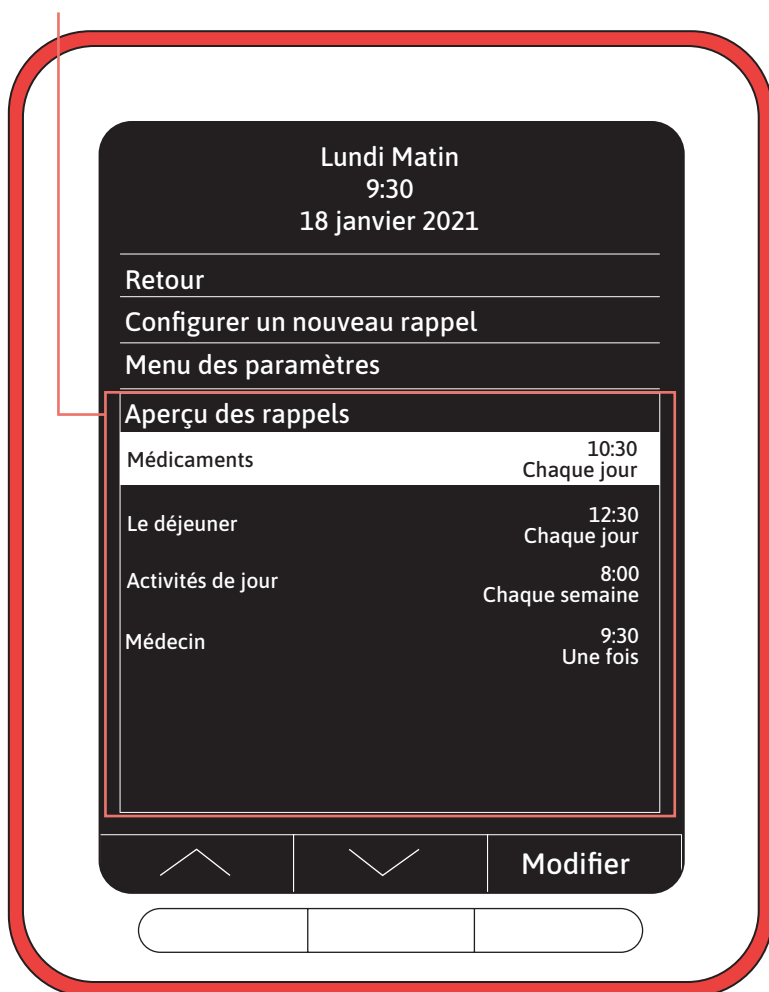 Lundi Matin
9:30
18 janvier 2021
Retour
Configurer un nouveau rappel
Menu des paramètres
Aperçu des rappels
Médicaments
10:30
Chaque jour
Le déjeuner
12:30
Chaque jour
Activités de jour
8:00
Chaque semaine
Médecin
9:30
Une fois
Modifier